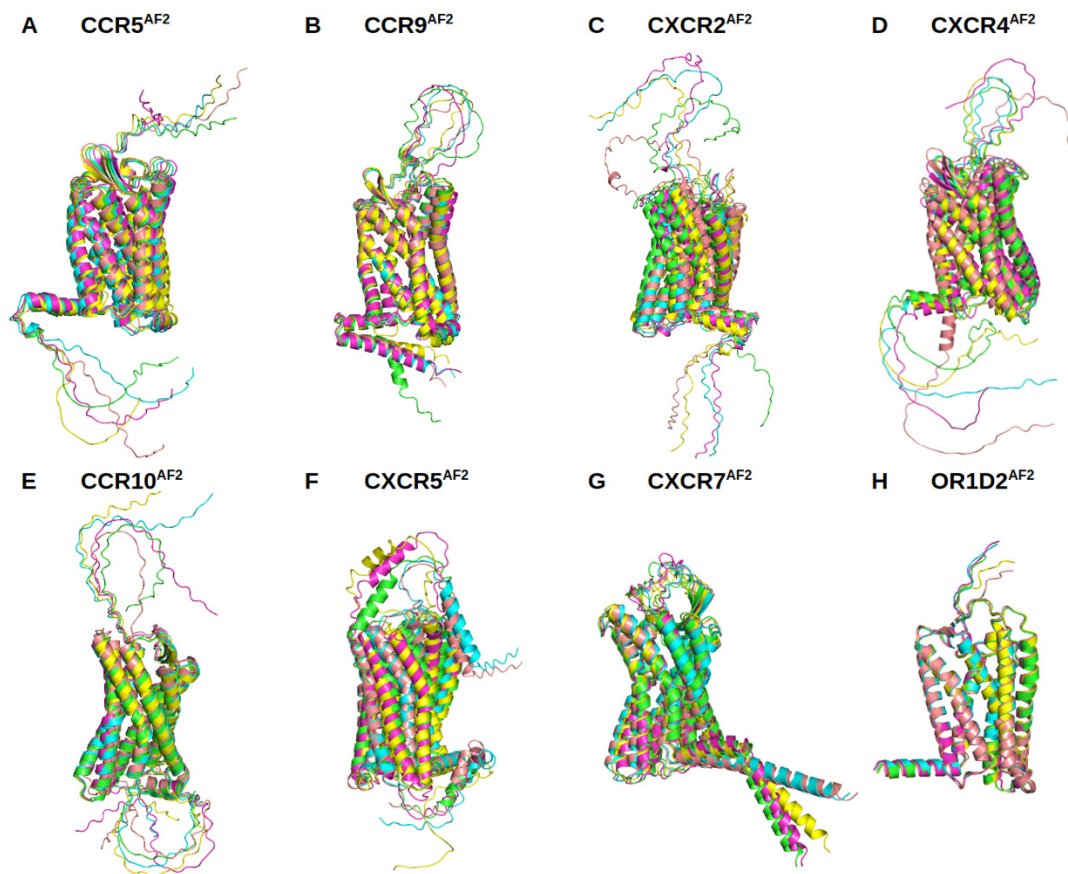 A CCR5AF2
B CCR9AF2
C CXCR2AF2
D CXCR4AF2
E CCR10AF2
F CXCR5AF2
G CXCR7AF2
H OR1D2AF2